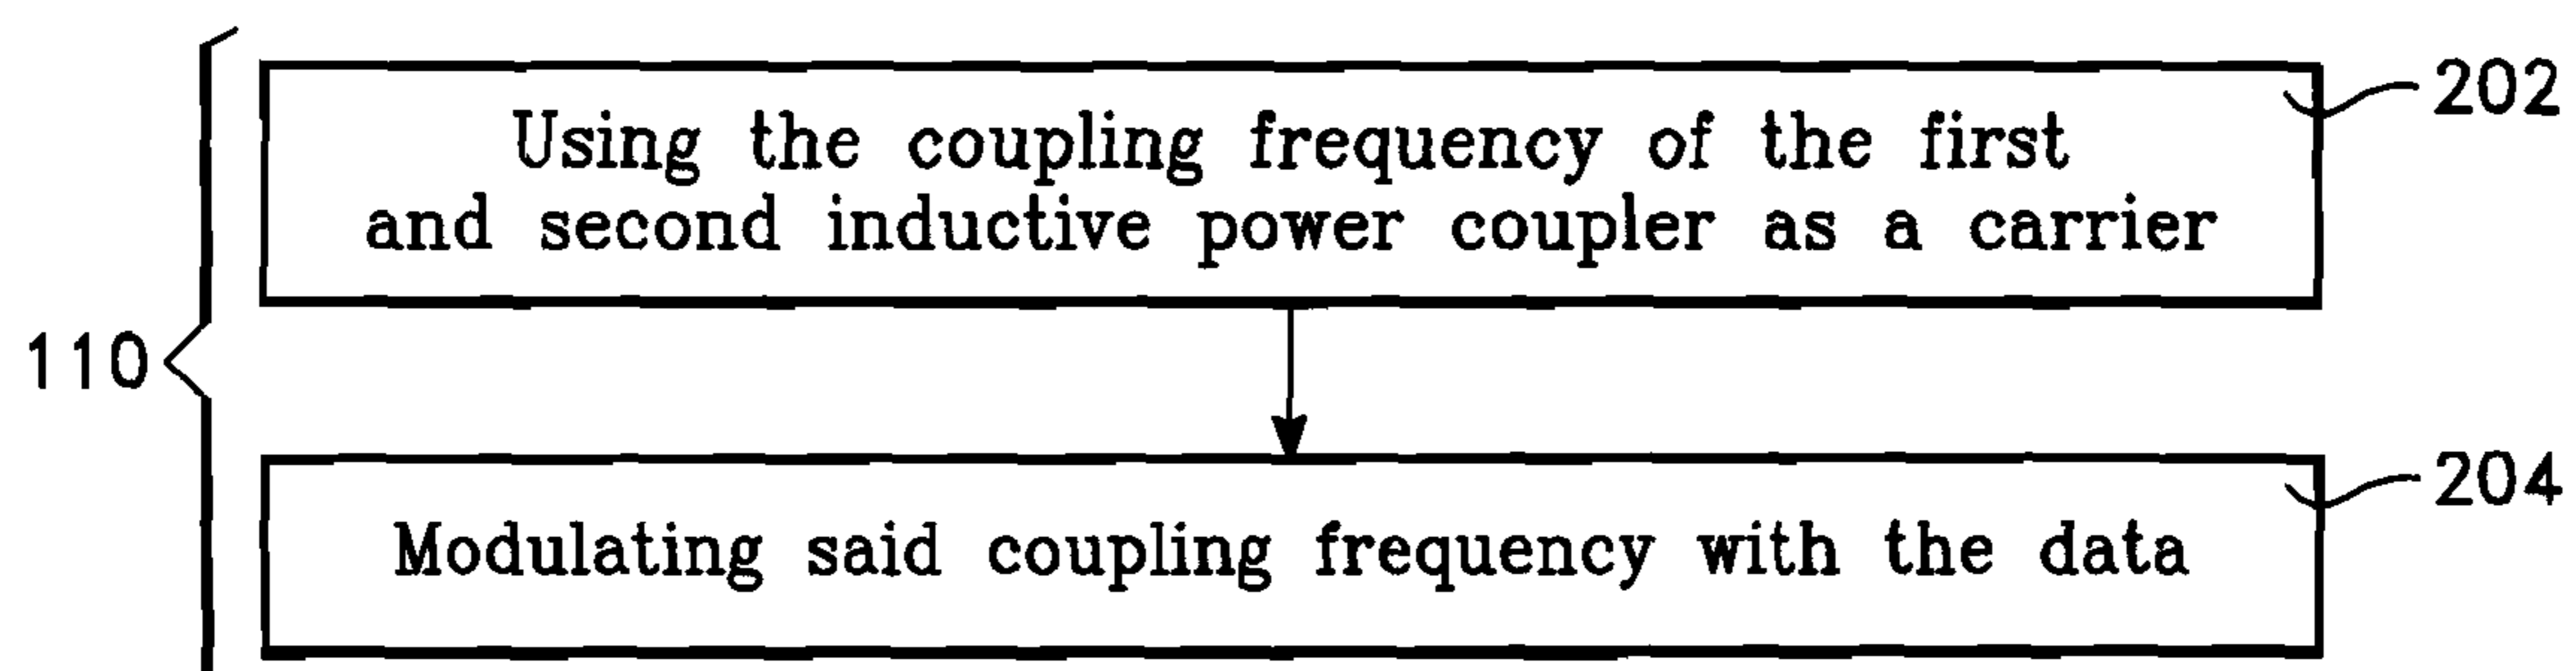 Using the coupling frequency of the first
and second inductive power coupler as a carrier
202
110
Modulating said coupling frequency with the data
204